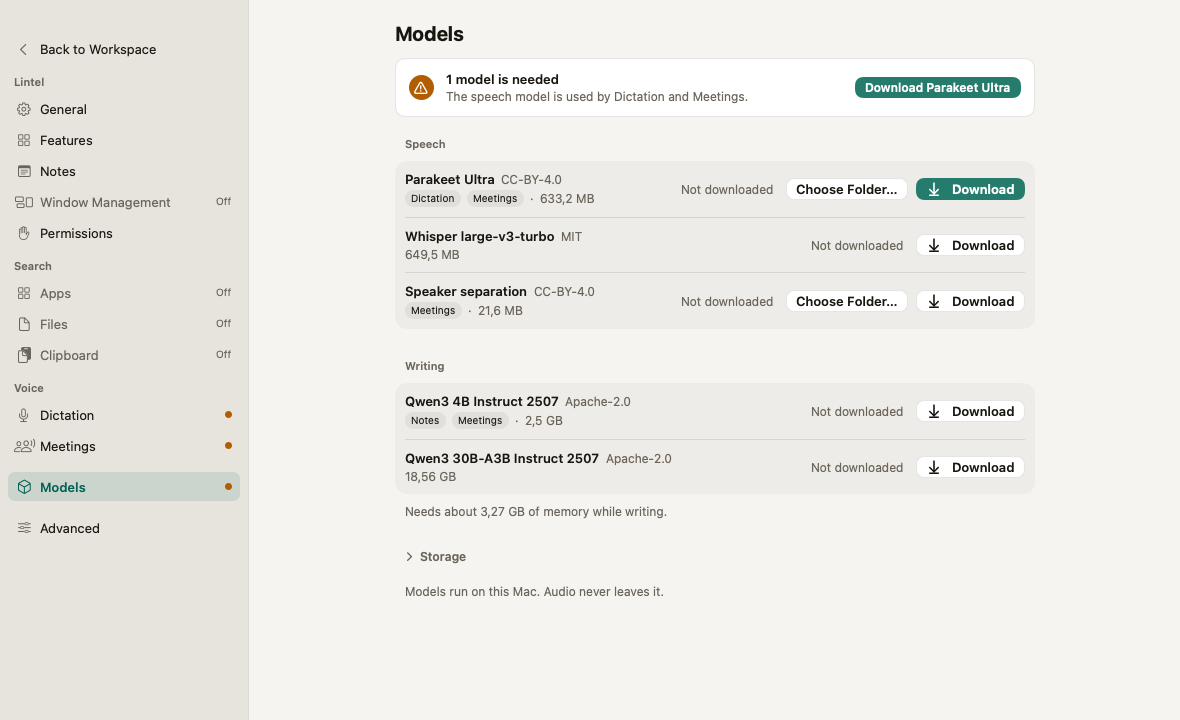 Back to Workspace
Lintel
General
Features
Notes
Window Management Off
Permissions
Search
Apps Off
Files Off
Clipboard Off
Voice
Dictation
Meetings
Models
Advanced
Models
1 model is needed
The speech model is used by Dictation and Meetings.
Download Parakeet Ultra
Speech
Parakeet Ultra CC-BY-4.0
Dictation Meetings · 633,2 MB
Not downloaded Choose Folder... Download
Whisper large-v3-turbo MIT
649,5 MB
Not downloaded Download
Speaker separation CC-BY-4.0
Meetings · 21,6 MB
Not downloaded Choose Folder... Download
Writing
Qwen3 4B Instruct 2507 Apache-2.0
Notes Meetings · 2,5 GB
Not downloaded Download
Qwen3 30B-A3B Instruct 2507 Apache-2.0
18,56 GB
Not downloaded Download
Needs about 3,27 GB of memory while writing.
Storage
Models run on this Mac. Audio never leaves it.